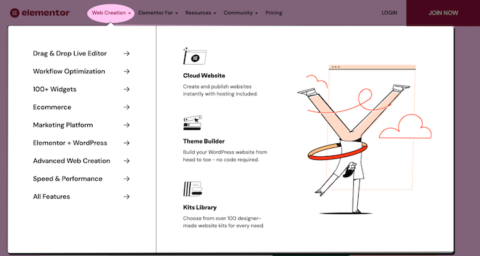 elementor
Web Creation
Elementor For
Resources
Community
Pricing
LOGIN
JOIN NOW
Drag & Drop Live Editor
Workflow Optimization
100+ Widgets
Ecommerce
Marketing Platform
Elementor + WordPress
Advanced Web Creation
Speed & Performance
All Features
Cloud Website
Create and publish websites
instantly with hosting included.
Theme Builder
Build your WordPress website from
head to toe - no code required.
Kits Library
Choose from over 100 designer-
made website kits for every need.